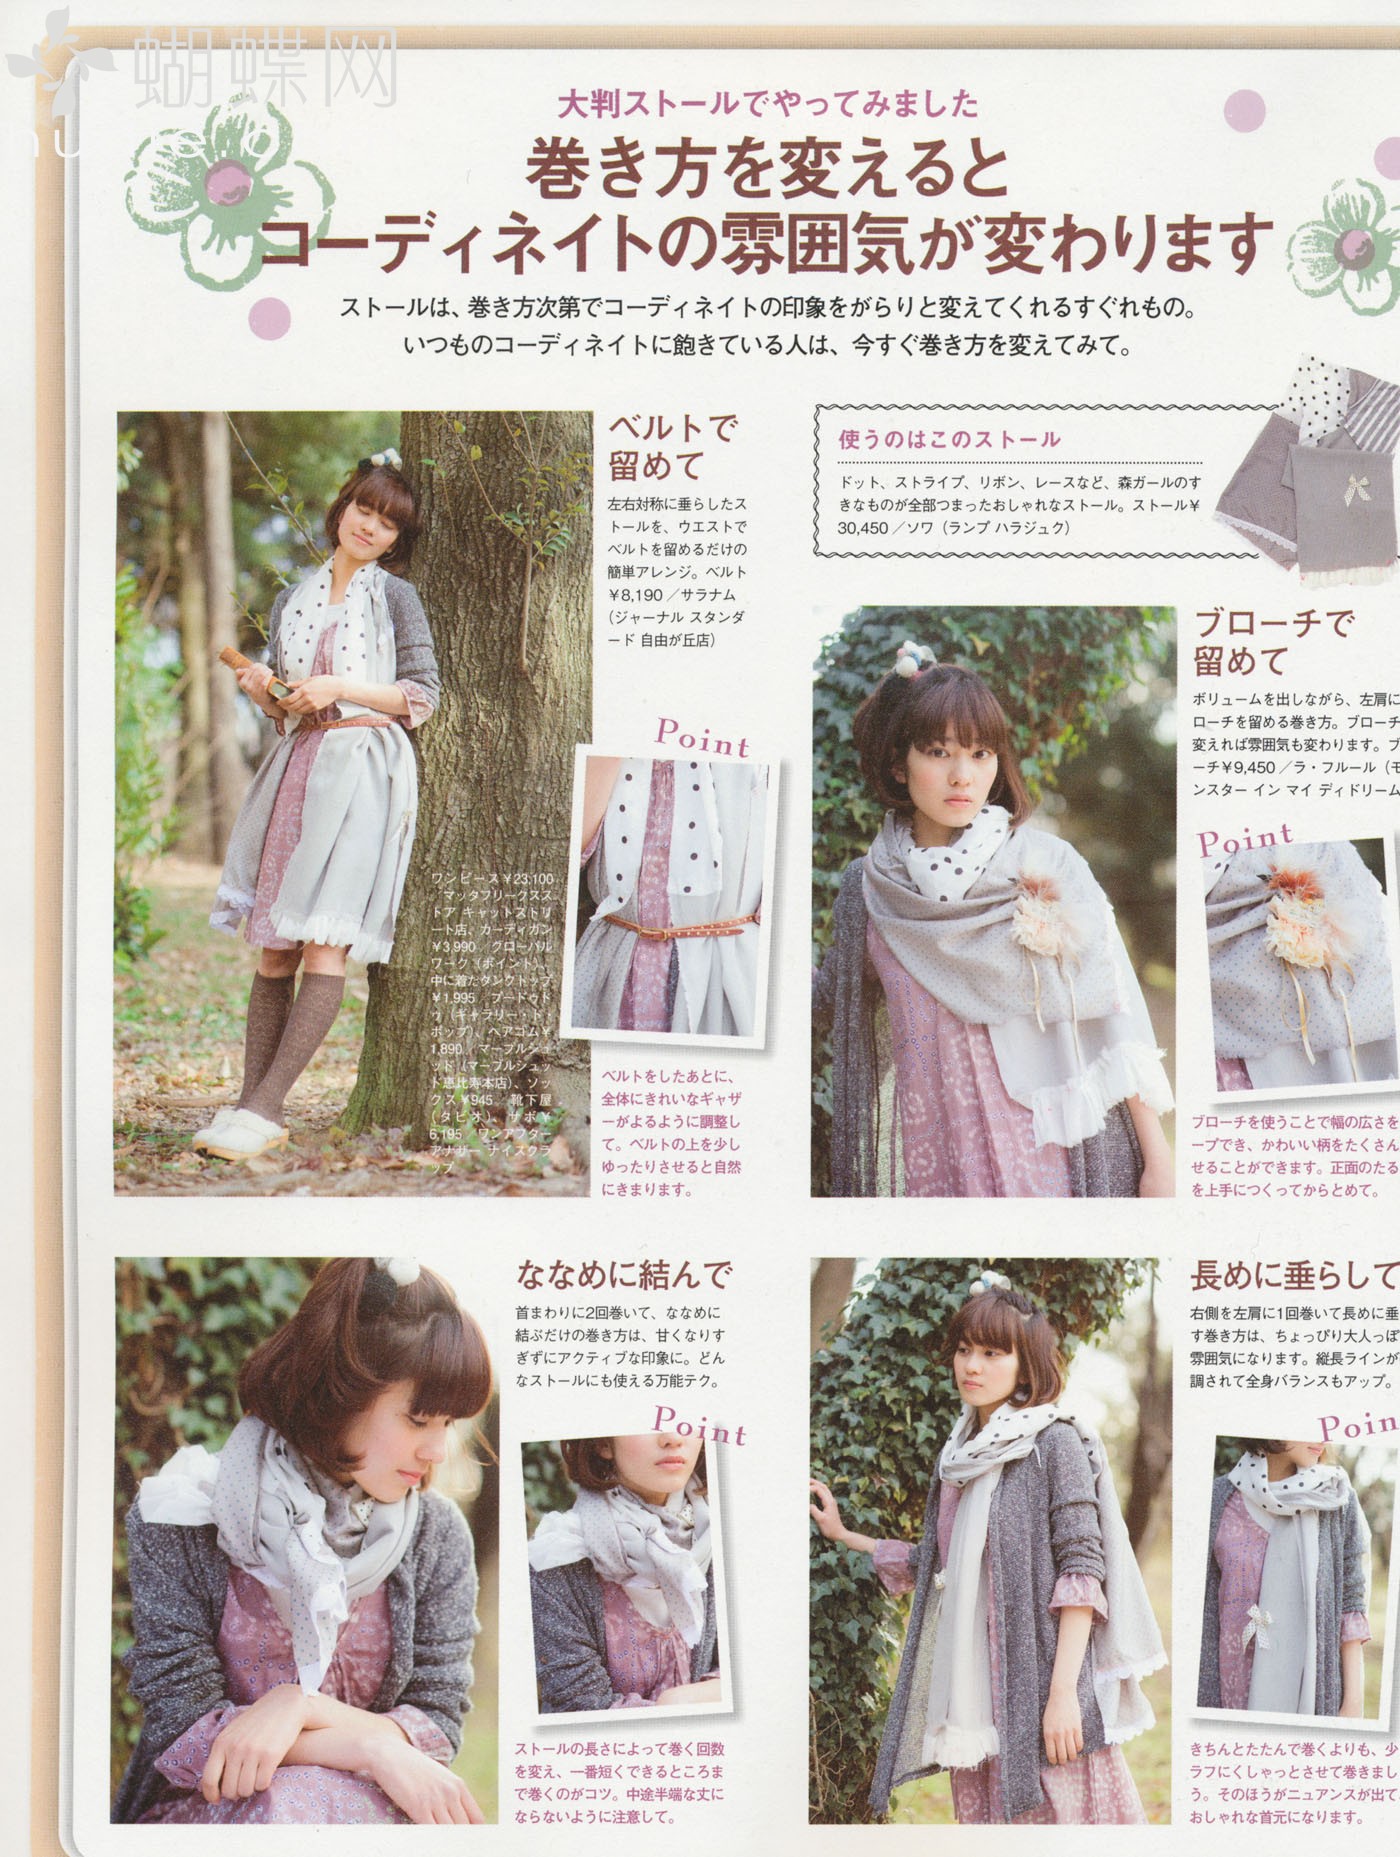 蝴蝶网
大判ストールでやってみました
巻き方を変えると
コーディネイトの雰囲気が変わります
ストールは、巻き方次第でコーディネイトの印象をがらりと変えてくれるすぐれもの。
いつものコーディネイトに飽きている人は、今すぐ巻き方を変えてみて。
ベルトで
留めて
左右対称に垂らしたス
トールを、ウエストで
ベルトを留めるだけの
簡単アレンジ。ベルト
¥8,190／サラナム
（ジャーナル スタンダ
ード 自由が丘店）
Point
ワンピース¥23,100
／マッタフリークスス
トア キャットストリ
ート店、カーディガン
¥3,990／グローバル
ワーク（ポイント）、
中に着たタンクトップ
¥1,995／プードゥド
ゥ（ギャラリー・ド・
ポップ）、ヘアゴム¥
1,890／マーブルシュ
ッド（マーブルシュッ
ド恵比寿本店）、ソッ
クス¥945／靴下屋
（タビオ）、サボ¥
6,195／ワンアフター
アナザー ナイスクラ
ップ
ベルトをしたあとに、
全体にきれいなギャザ
ーがよるように調整し
て。ベルトの上を少し
ゆったりさせると自然
にきまります。
使うのはこのストール
ドット、ストライプ、リボン、レースなど、森ガールのす
きなものが全部つまったおしゃれなストール。ストール¥
30,450／ソワ（ランプ ハラジュク）
ブローチで
留めて
ボリュームを出しながら、左肩に
ローチを留める巻き方。ブローチ
変えれば雰囲気も変わります。ブ
ーチ¥9,450／ラ・フルール（モ
ンスター イン マイ ディドリーム
Point
ブローチを使うことで幅の広さを
ープでき、かわいい柄をたくさん
せることができます。正面のたる
を上手につくってからとめて。
ななめに結んで
首まわりに2回巻いて、ななめに
結ぶだけの巻き方は、甘くなりす
ぎずにアクティブな印象に。どん
なストールにも使える万能テク。
Point
ストールの長さによって巻く回数
を変え、一番短くできるところま
で巻くのがコツ。中途半端な丈に
ならないように注意して。
長めに垂らして
右側を左肩に1回巻いて長めに垂
す巻き方は、ちょっぴり大人っぽ
雰囲気になります。縦長ラインが
調されて全身バランスもアップ。
Poin
きちんとたたんで巻くよりも、少
ラフにくしゃっとさせて巻きまし
う。そのほうがニュアンスが出て
おしゃれな首元になります。